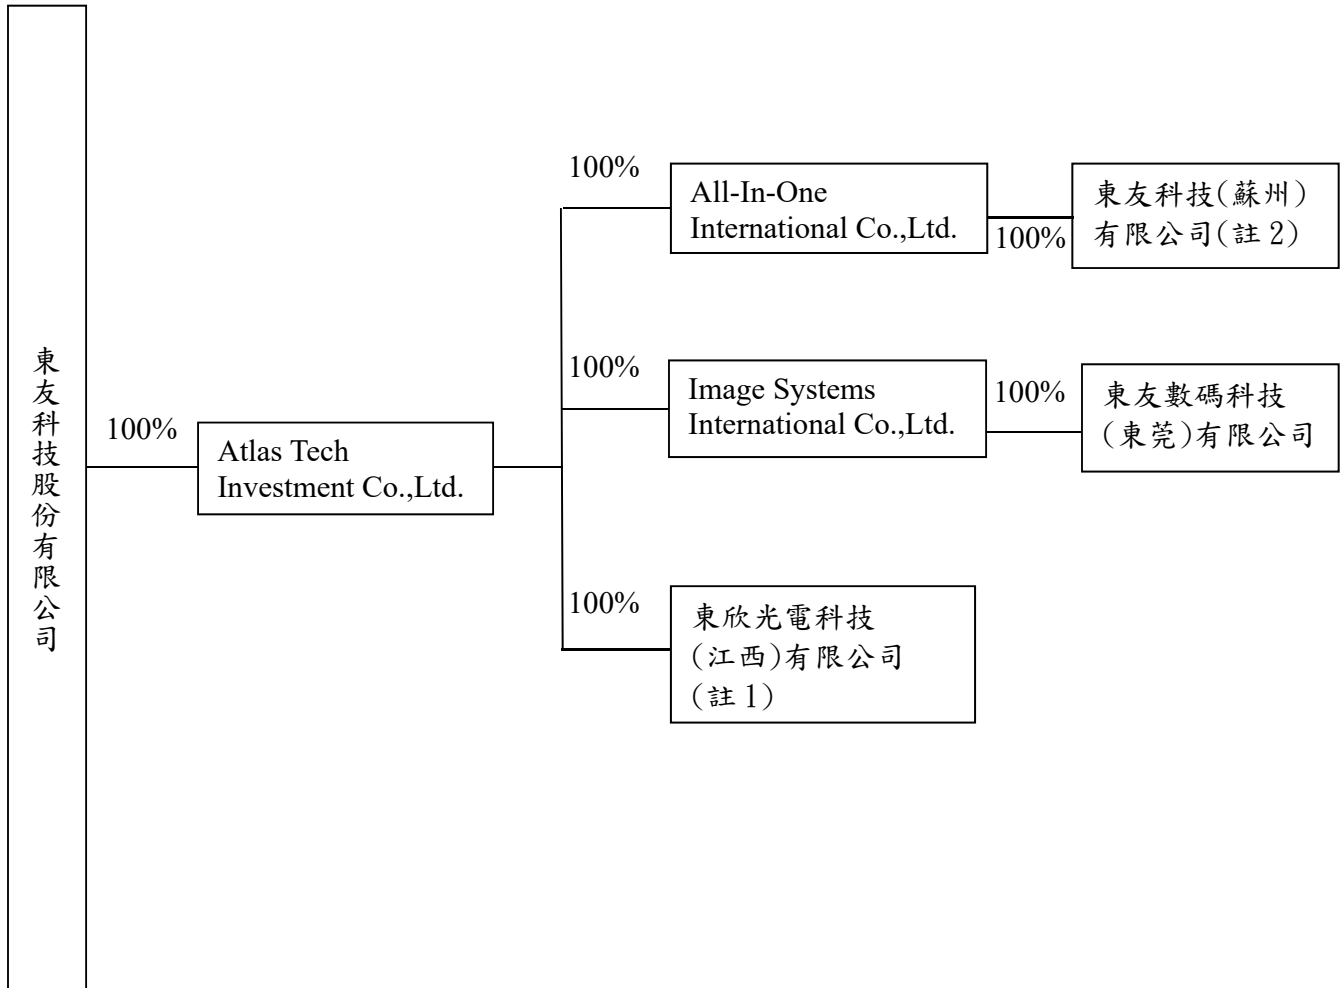 東友科技股份有限公司
100%
Atlas Tech
Investment Co.,Ltd.
100%
All-In-One
International Co.,Ltd.
100%
東友科技(蘇州)
有限公司(註 2)
100%
Image Systems
International Co.,Ltd.
100%
東友數碼科技
(東莞)有限公司
100%
東欣光電科技
(江西)有限公司
(註 1)